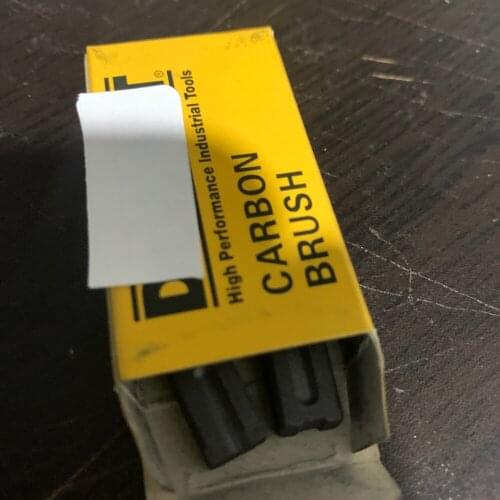 High Performance Industrial Tools
CARBON
BRUSH